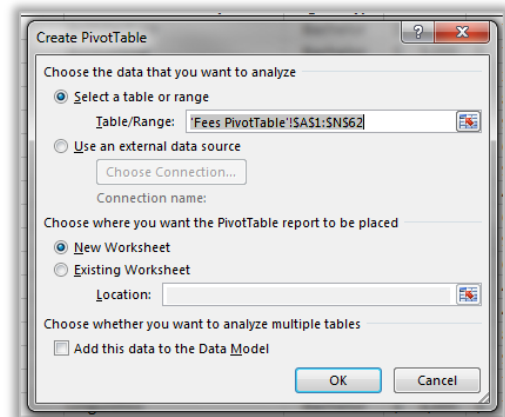 Create PivotTable
?
X
Choose the data that you want to analyze
Select a table or range
Table/Range: 'Fees PivotTable'!$A$1:$N$62
Use an external data source
Choose Connection...
Connection name:
Choose where you want the PivotTable report to be placed
New Worksheet
Existing Worksheet
Location:
Choose whether you want to analyze multiple tables
Add this data to the Data Model
OK Cancel